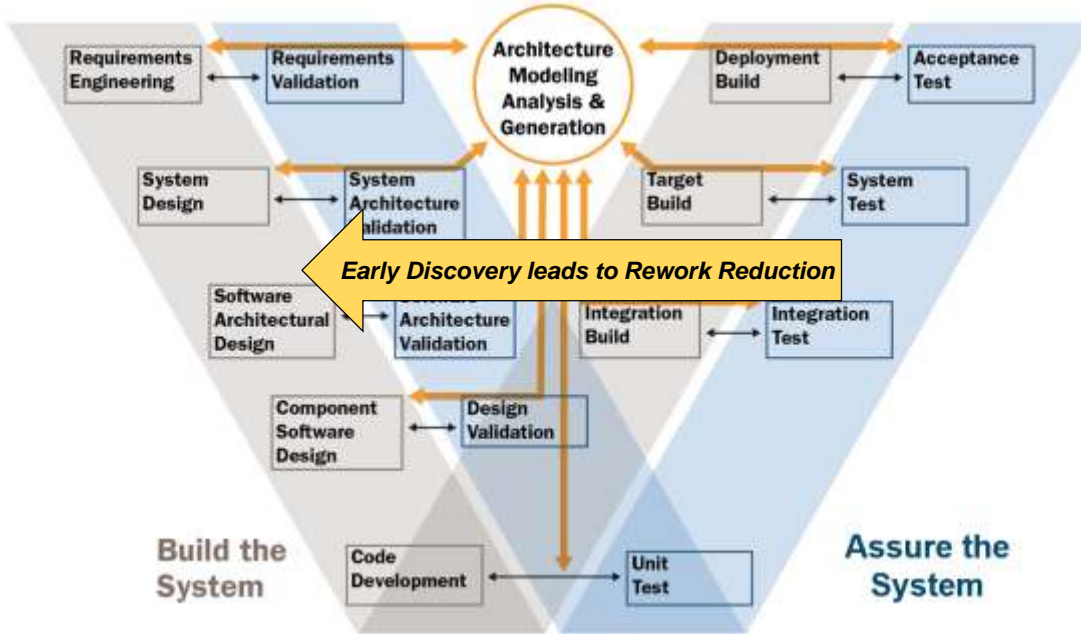 Requirements
Engineering
Requirements
Validation
Architecture
Modeling
Analysis &
Generation
Deployment
Build
Acceptance
Test
System
Design
System
Architecture
Validation
Target
Build
System
Test
Early Discovery leads to Rework Reduction
Software
Architectural
Design
Software
Architecture
Validation
Integration
Build
Integration
Test
Component
Software
Design
Design
Validation
Build the
System
Code
Development
Unit
Test
Assure the
System